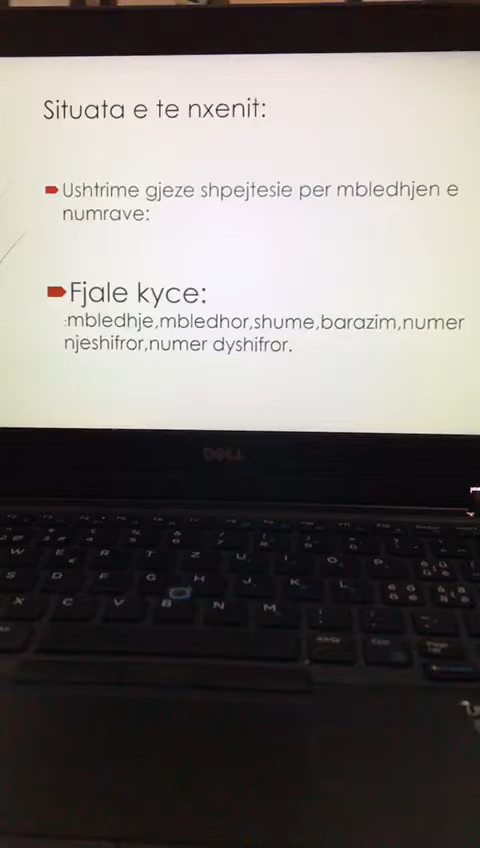 Situata e te nxenit:
Ushtrime gjeze shpejtesie per mbledhjen e
numrave:
Fjale kyce:
:mbledhje,mbledhor,shume,barazim,numer
njeshifror,numer dyshifror.
DELL
W E R T Z U I O P
S D F G H J K L
X C V B N M